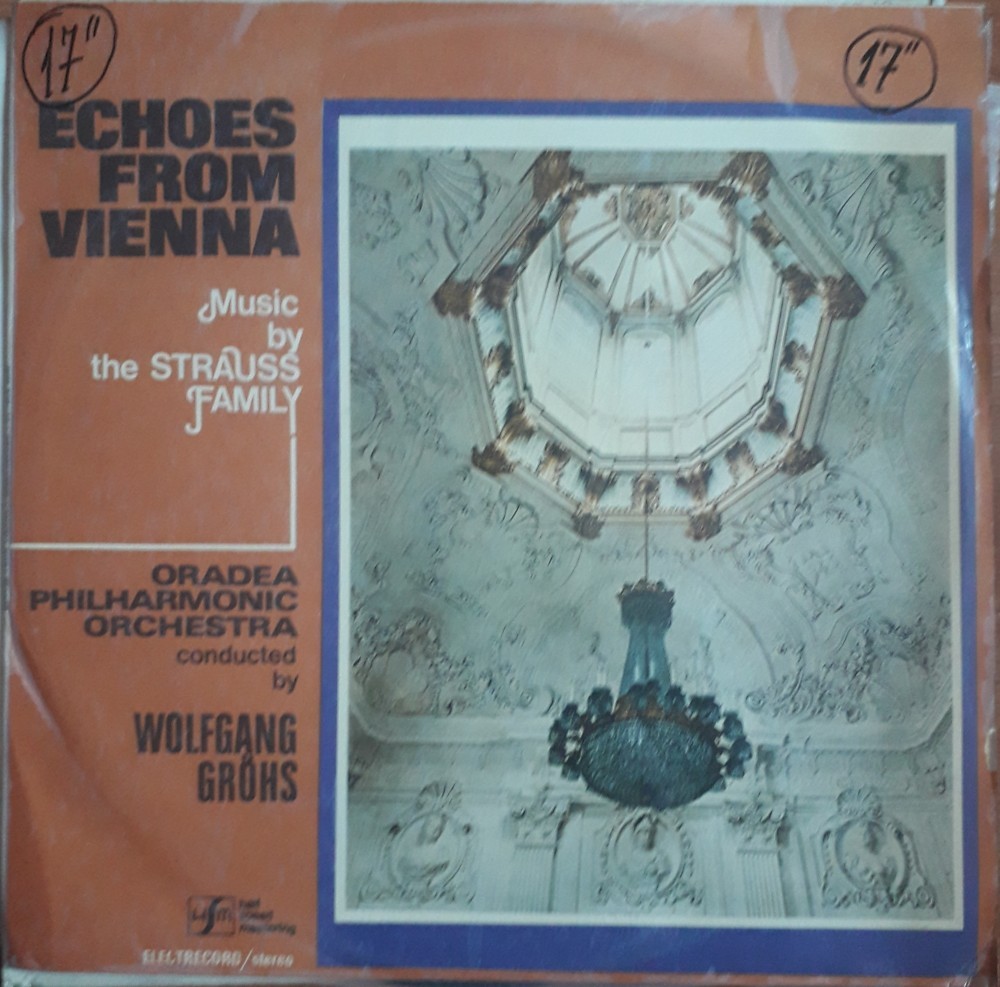 17"
17"
ECHOES
FROM
VIENNA
Music
by
the STRAUSS
FAMILY
ORADEA
PHILHARMONIC
ORCHESTRA
conducted
by
WOLFGANG
GRÖHS
hsm
half
speed
mastering
ELECTRECORD/stereo